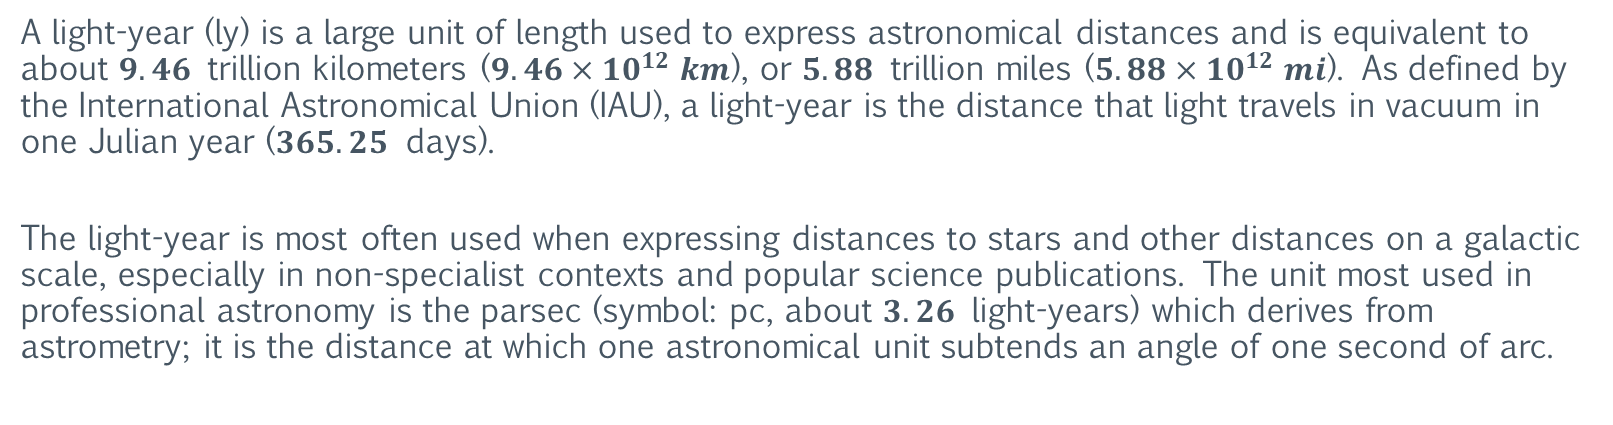 A light-year (ly) is a large unit of length used to express astronomical distances and is equivalent to
about 9.46 trillion kilometers (9.46 × 10¹² km), or 5.88 trillion miles (5.88 × 10¹² mi). As defined by
the International Astronomical Union (IAU), a light-year is the distance that light travels in vacuum in
one Julian year (365.25 days).
The light-year is most often used when expressing distances to stars and other distances on a galactic
scale, especially in non-specialist contexts and popular science publications. The unit most used in
professional astronomy is the parsec (symbol: pc, about 3.26 light-years) which derives from
astrometry; it is the distance at which one astronomical unit subtends an angle of one second of arc.